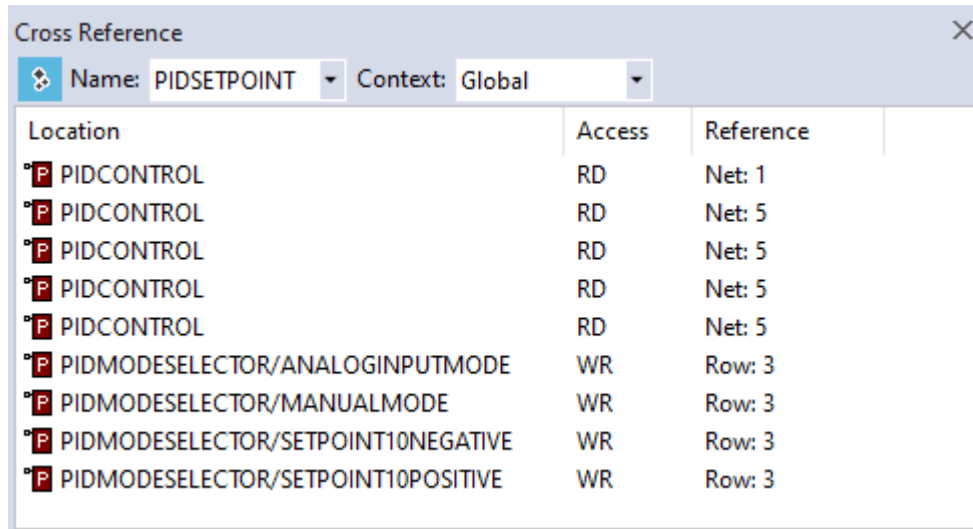 Cross Reference
Name: PIDSETPOINT Context: Global
Location Access Reference
P PIDCONTROL RD Net: 1
P PIDCONTROL RD Net: 5
P PIDCONTROL RD Net: 5
P PIDCONTROL RD Net: 5
P PIDCONTROL RD Net: 5
P PIDMODESELECTOR/ANALOGINPUTMODE WR Row: 3
P PIDMODESELECTOR/MANUALMODE WR Row: 3
P PIDMODESELECTOR/SETPOINT10NEGATIVE WR Row: 3
P PIDMODESELECTOR/SETPOINT10POSITIVE WR Row: 3